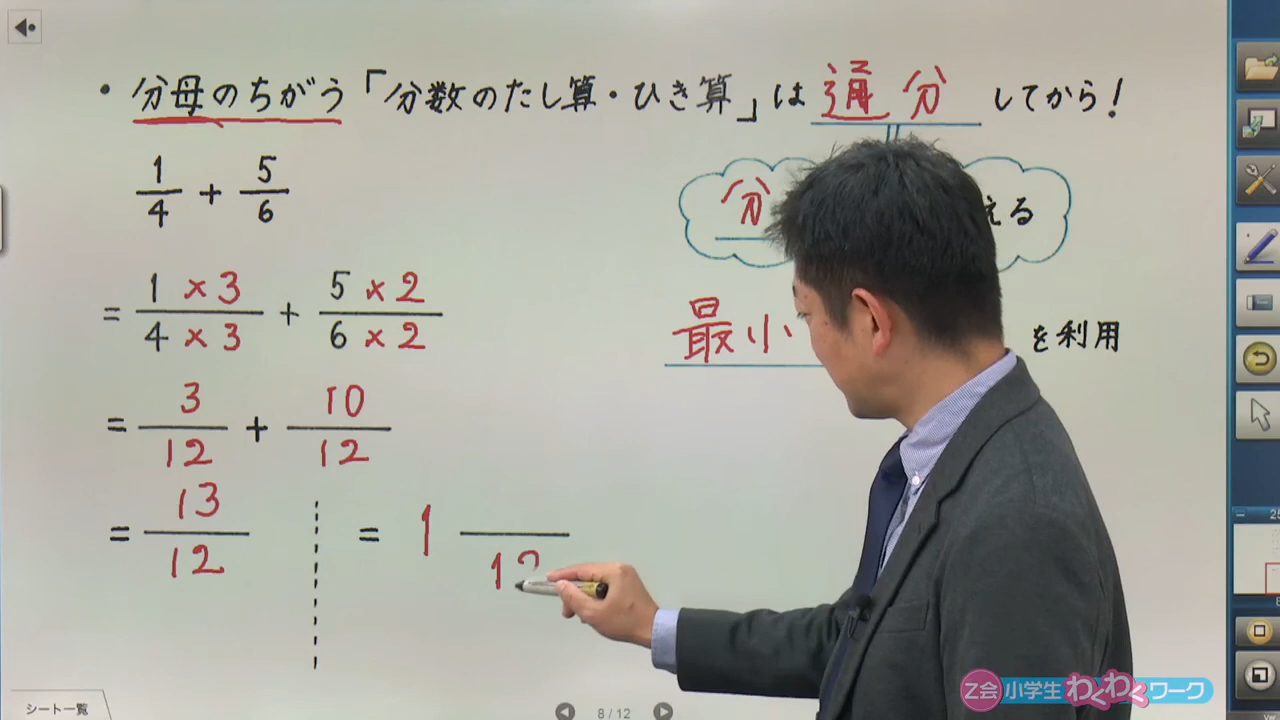 ・分母のちがう「分数のたし算・ひき算」は 通分 してから!
1/4 + 5/6
分 える
= 1×3/4×3 + 5×2/6×2
最小 を利用
= 3/12 + 10/12
= 13/12 = 1 /12
Z会 小学生 わくわくワーク
シート一覧
8/12